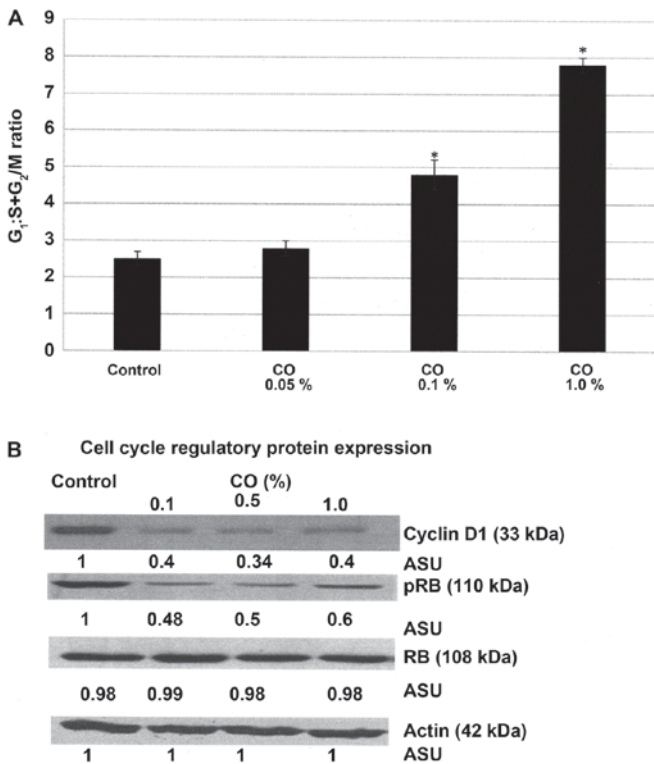 A
9
8
7
6
5
4
3
2
1
0
G1:S+G2/M ratio
*
*
Control
CO
0.05 %
CO
0.1 %
CO
1.0 %
B Cell cycle regulatory protein expression
Control CO (%)
0.1 0.5 1.0
Cyclin D1 (33 kDa)
1 0.4 0.34 0.4 ASU
pRB (110 kDa)
1 0.48 0.5 0.6 ASU
RB (108 kDa)
0.98 0.99 0.98 0.98 ASU
Actin (42 kDa)
1 1 1 1 ASU